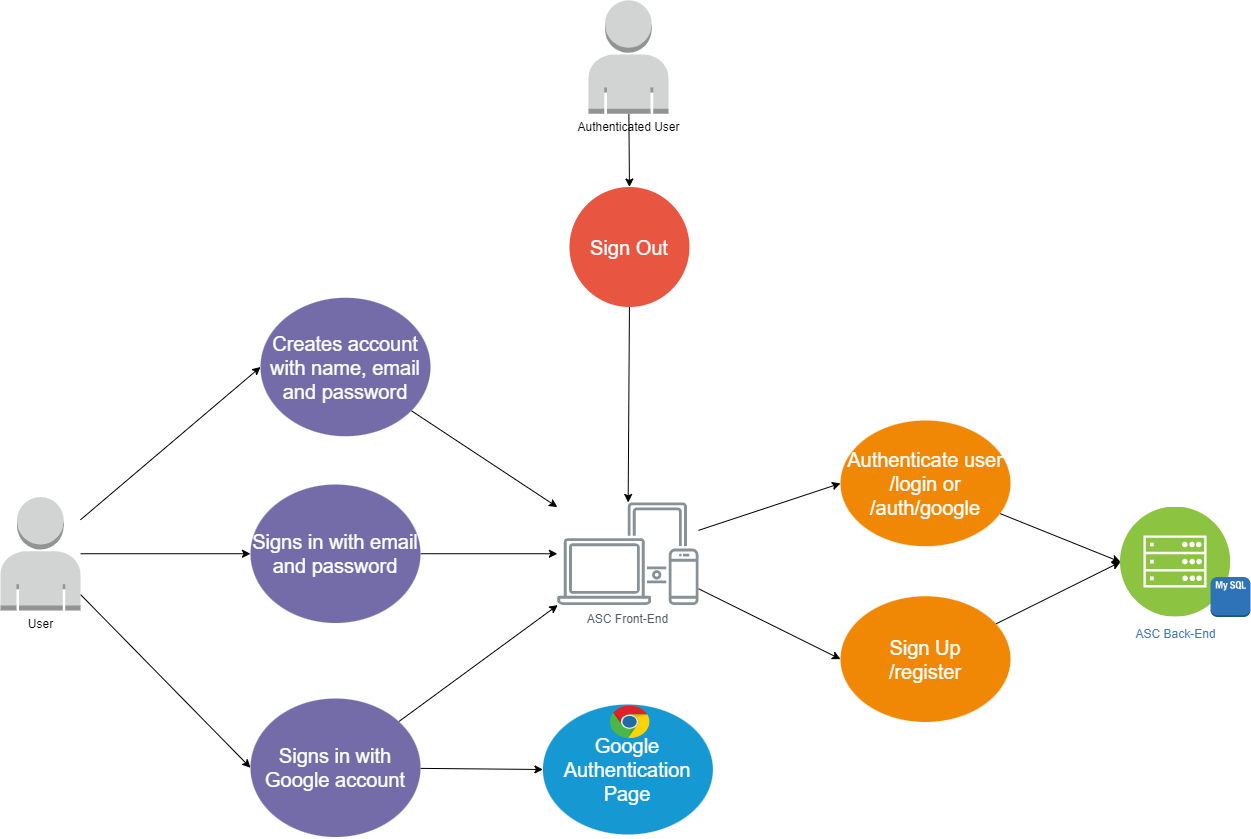 Authenticated User
Sign Out
Creates account
with name, email
and password
Signs in with email
and password
User
Signs in with
Google account
ASC Front-End
Google
Authentication
Page
Authenticate user
/login or
/auth/google
Sign Up
/register
My SQL
ASC Back-End